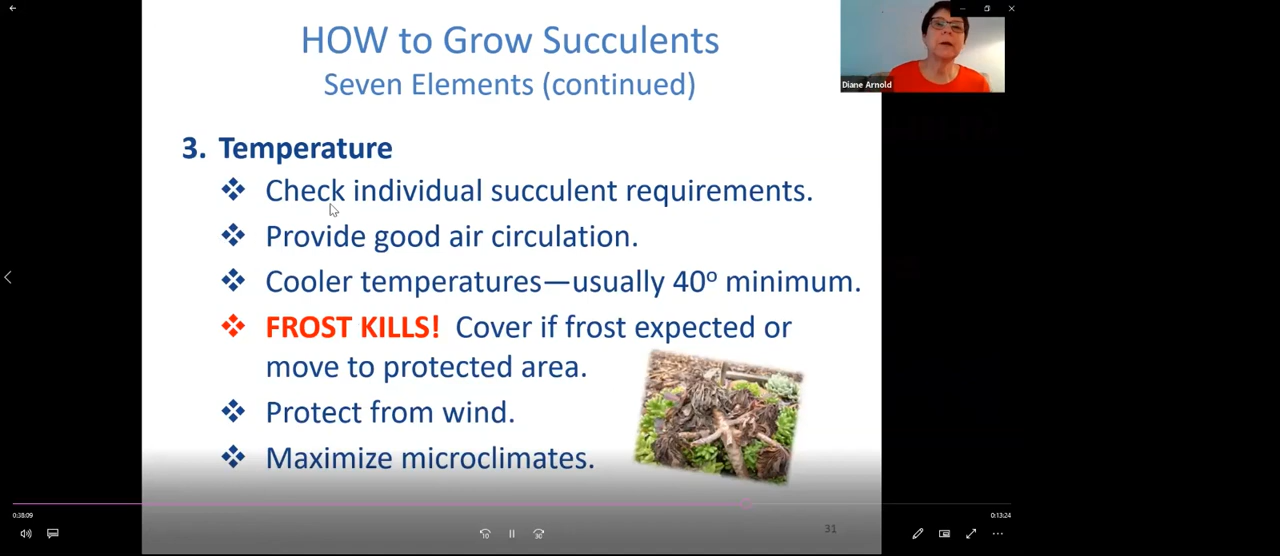 HOW to Grow Succulents
Seven Elements (continued)
Diane Arnold
3. Temperature
❖ Check individual succulent requirements.
❖ Provide good air circulation.
❖ Cooler temperatures—usually 40º minimum.
❖ FROST KILLS! Cover if frost expected or
move to protected area.
❖ Protect from wind.
❖ Maximize microclimates.
0:38:09
0:13:24
10
30
31